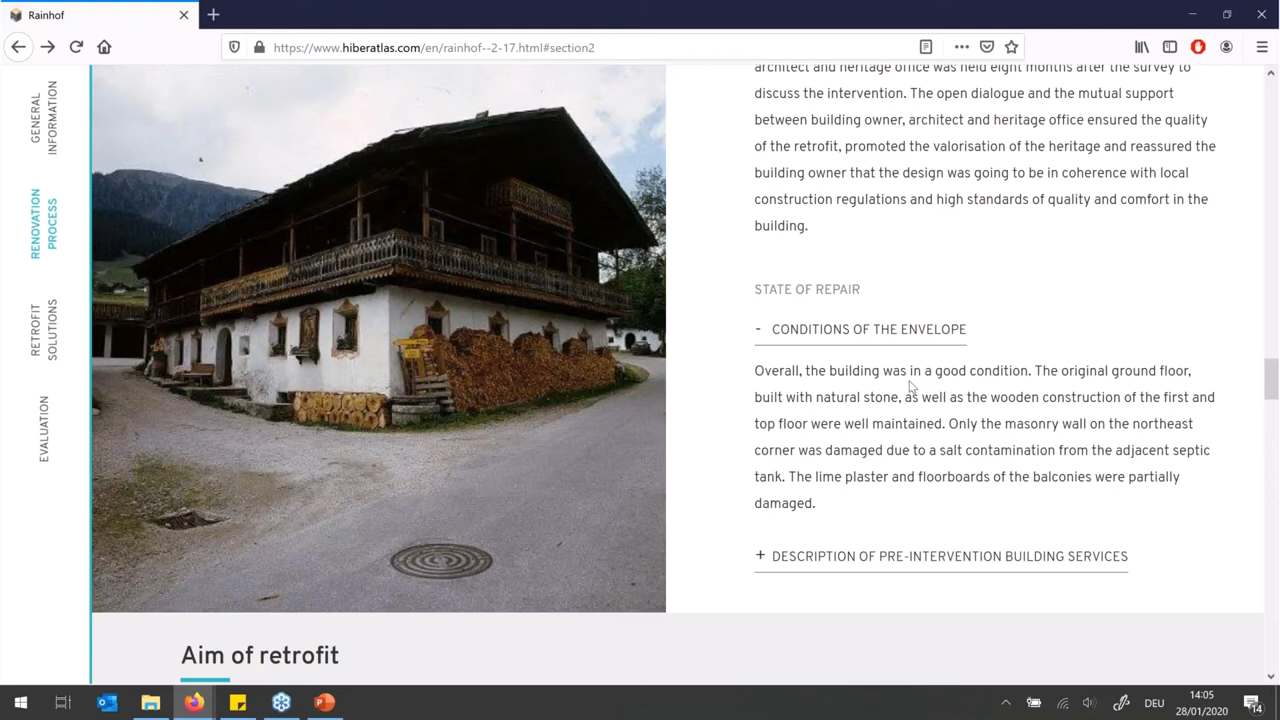 Rainhof
https://www.hiberatlas.com/en/rainhof--2-17.html#section2
GENERAL
INFORMATION
RENOVATION
PROCESS
RETROFIT
SOLUTIONS
EVALUATION
architect and heritage office was held eight months after the survey to
discuss the intervention. The open dialogue and the mutual support
between building owner, architect and heritage office ensured the quality
of the retrofit, promoted the valorisation of the heritage and reassured the
building owner that the design was going to be in coherence with local
construction regulations and high standards of quality and comfort in the
building.
STATE OF REPAIR
- CONDITIONS OF THE ENVELOPE
Overall, the building was in a good condition. The original ground floor,
built with natural stone, as well as the wooden construction of the first and
top floor were well maintained. Only the masonry wall on the northeast
corner was damaged due to a salt contamination from the adjacent septic
tank. The lime plaster and floorboards of the balconies were partially
damaged.
+ DESCRIPTION OF PRE-INTERVENTION BUILDING SERVICES
Aim of retrofit
DEU
14:05
28/01/2020
14